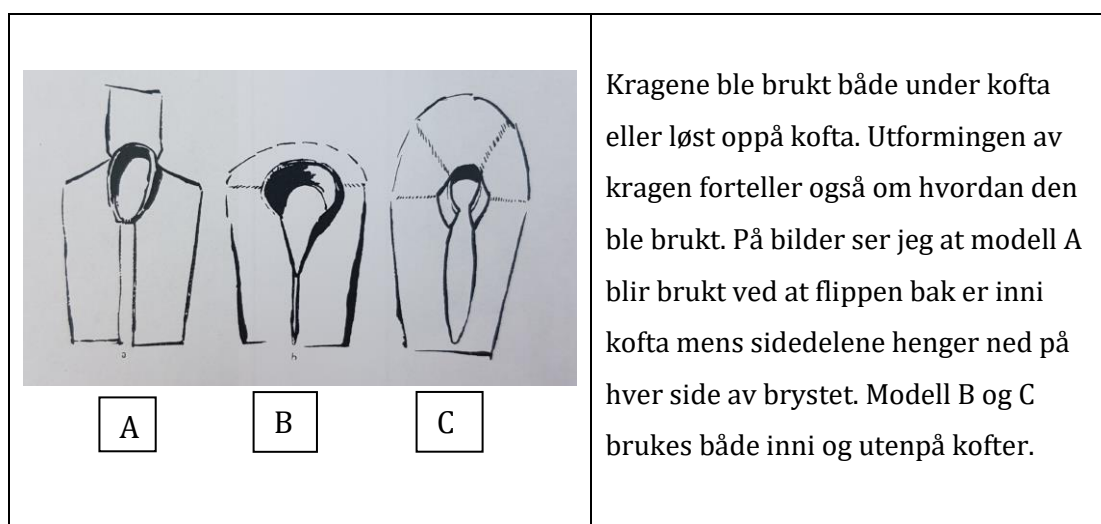 Kragene ble brukt både under kofta
eller løst oppå kofta. Utformingen av
kragen forteller også om hvordan den
ble brukt. På bilder ser jeg at modell A
blir brukt ved at flippen bak er inni
kofta mens sidedelene henger ned på
hver side av brystet. Modell B og C
brukes både inni og utenpå kofter.
a
b
A
B
C